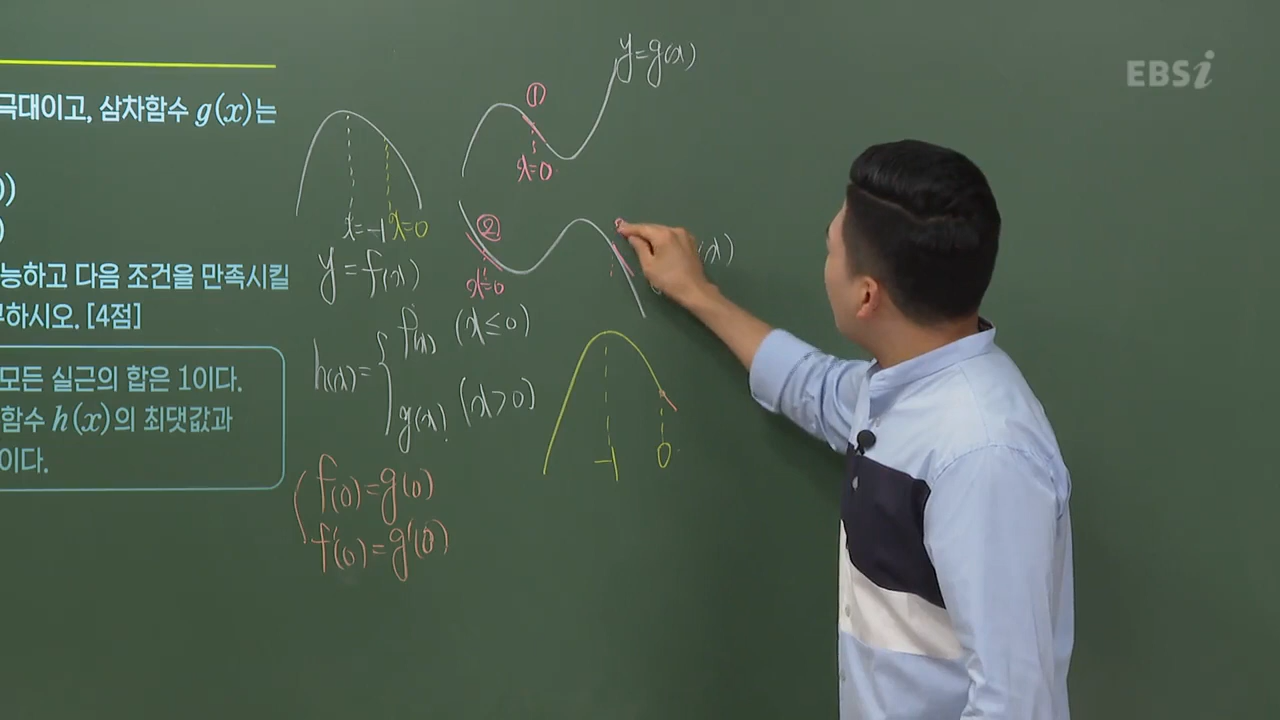 극대이고, 삼차함수 g(x)는
))
)
능하고 다음 조건을 만족시킬
구하시오. [4점]
모든 실근의 합은 1이다.
함수 h(x)의 최댓값과
이다.
EBSi
y=g(x)
①
x=0
x=-1 x=0
y=f(x)
②
x=0
(x)
h(x)= f(x) (x≤0)
g(x) (x>0)
-1 0
f(0)=g(0)
f'(0)=g'(0)